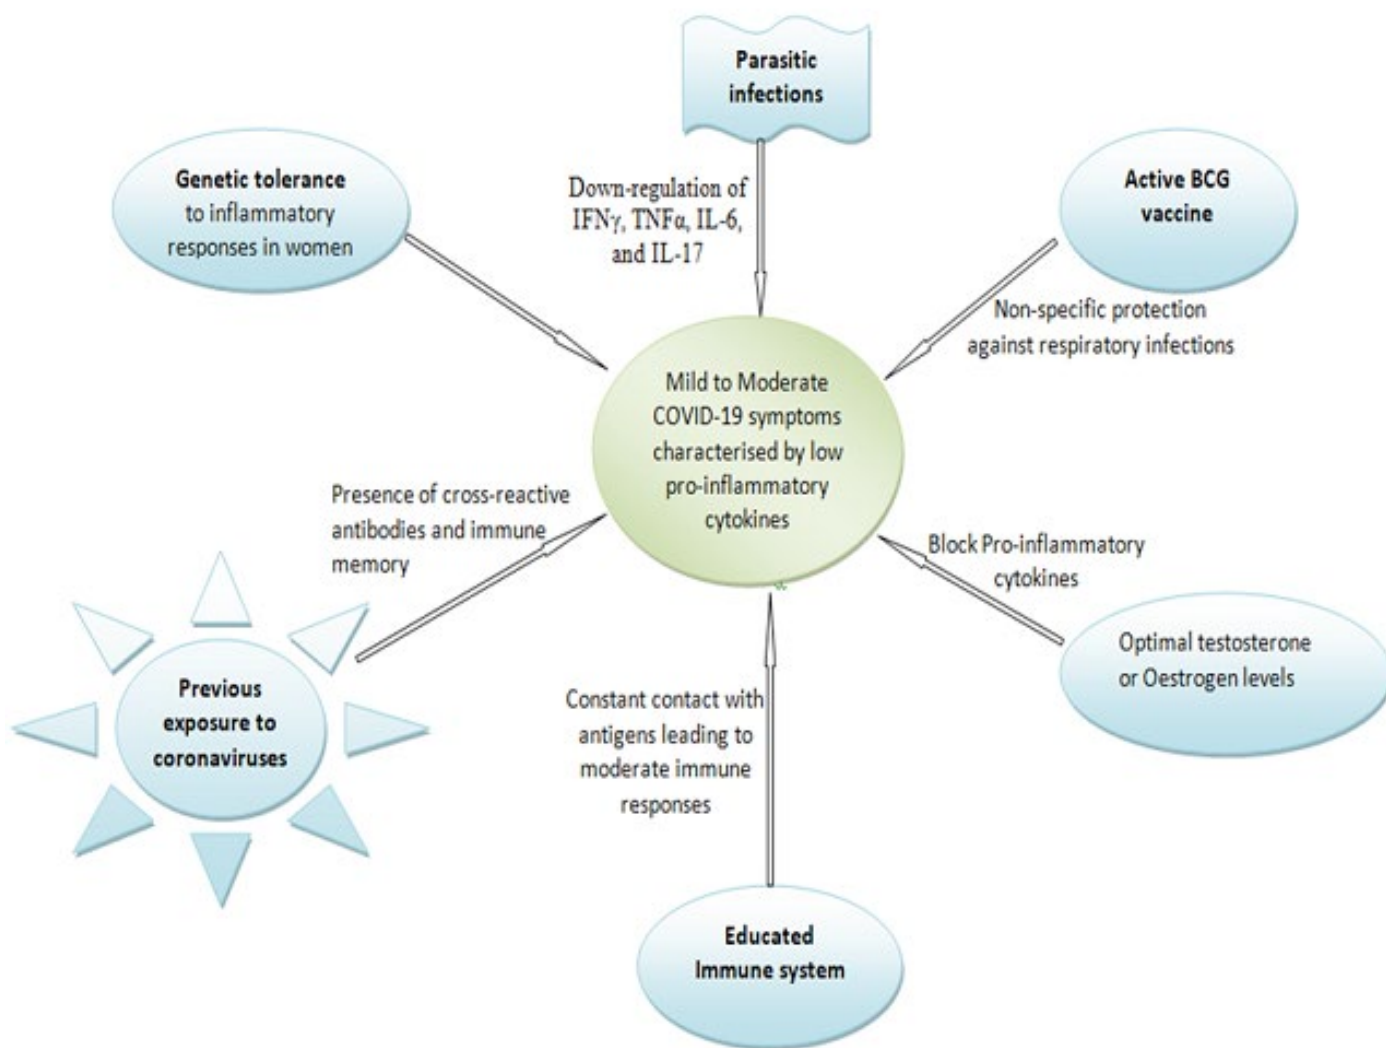 Parasitic
infections
Genetic tolerance
to inflammatory
responses in women
Down-regulation of
IFNγ, TNFα, IL-6,
and IL-17
Active BCG
vaccine
Non-specific protection
against respiratory infections
Mild to Moderate
COVID-19 symptoms
characterised by low
pro-inflammatory
cytokines
Presence of cross-reactive
antibodies and immune
memory
Block Pro-inflammatory
cytokines
Previous
exposure to
coronaviruses
Optimal testosterone
or Oestrogen levels
Constant contact with
antigens leading to
moderate immune
responses
Educated
Immune system